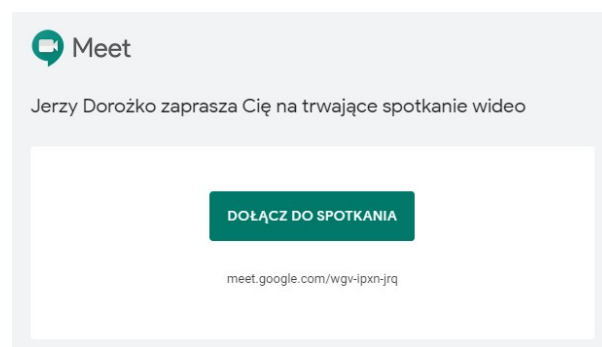 Meet
Jerzy Dorożko zaprasza Cię na trwające spotkanie wideo
DOŁĄCZ DO SPOTKANIA
meet.google.com/wgv-ipxn-jrq